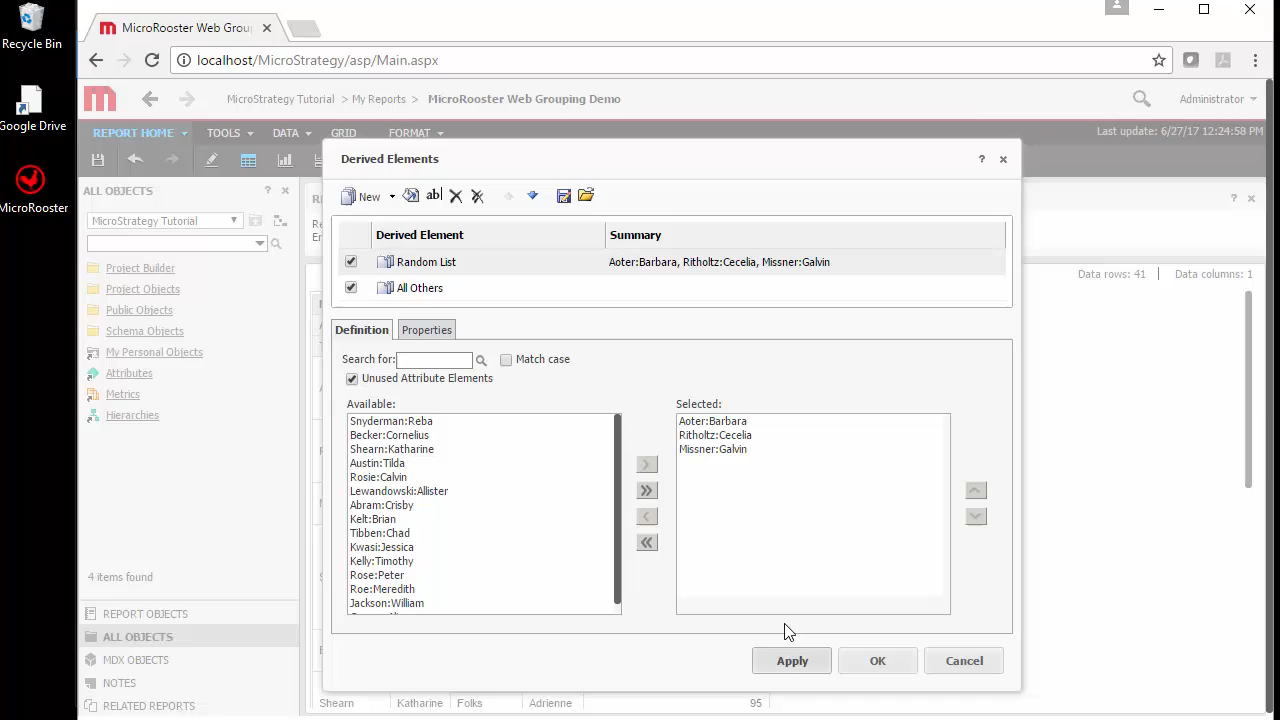 Recycle Bin
Google Drive
MicroRooster
MicroRooster Web Group
localhost/MicroStrategy/asp/Main.aspx
MicroStrategy Tutorial > My Reports > MicroRooster Web Grouping Demo
Administrator
REPORT HOME TOOLS DATA GRID FORMAT
Last update: 6/27/17 12:24:58 PM
ALL OBJECTS ?
MicroStrategy Tutorial
Project Builder
Project Objects
Public Objects
Schema Objects
My Personal Objects
Attributes
Metrics
Hierarchies
4 items found
REPORT OBJECTS
ALL OBJECTS
MDX OBJECTS
NOTES
RELATED REPORTS
Data rows: 41 Data columns: 1
Derived Elements ?
New abl
Derived Element Summary
Random List Aoter:Barbara, Ritholtz:Cecelia, Missner:Galvin
All Others
Definition Properties
Search for: Match case
Unused Attribute Elements
Available:
Snyderman:Reba
Becker:Cornelius
Shearn:Katharine
Austin:Tilda
Rosie:Calvin
Lewandowski:Allister
Abram:Crisby
Kelt:Brian
Tibben:Chad
Kwasi:Jessica
Kelly:Timothy
Rose:Peter
Roe:Meredith
Jackson:William
Selected:
Aoter:Barbara
Ritholtz:Cecelia
Missner:Galvin
Apply OK Cancel
Shearn Katharine Folks Adrienne 95